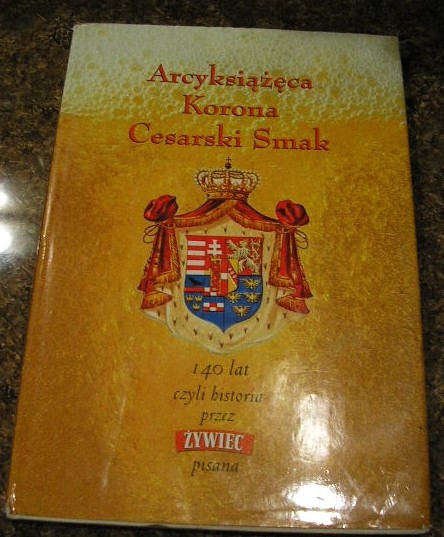 Arcyksiążęca
Korona
Cesarski Smak
140 lat
czyli historia
przez
ŻYWIEC
pisana